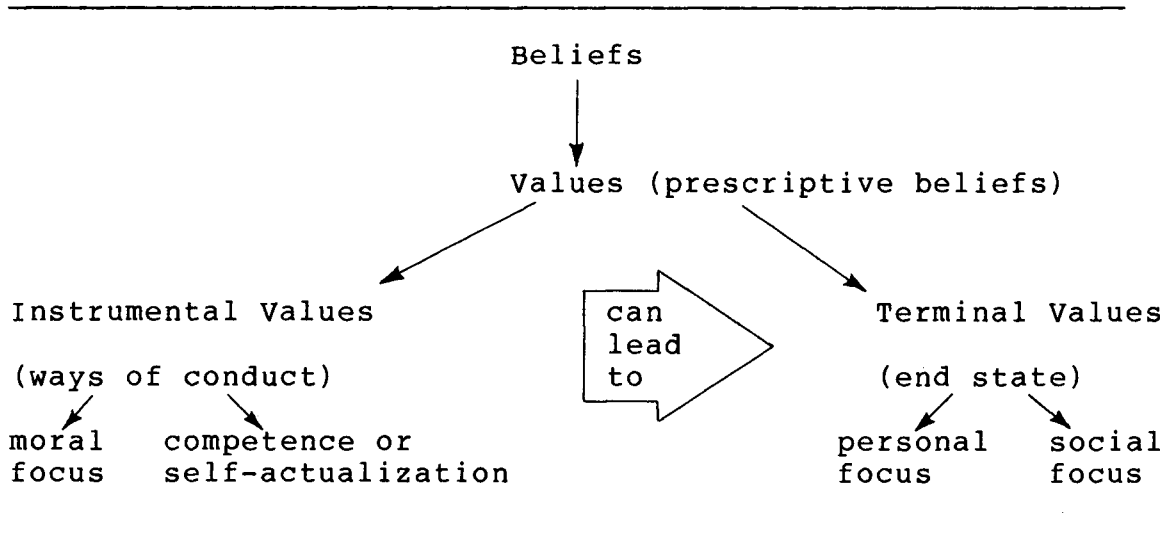 Beliefs
Values (prescriptive beliefs)
Instrumental Values
can
lead
to
Terminal Values
(ways of conduct)
(end state)
moral
focus
competence or
self-actualization
personal
focus
social
focus